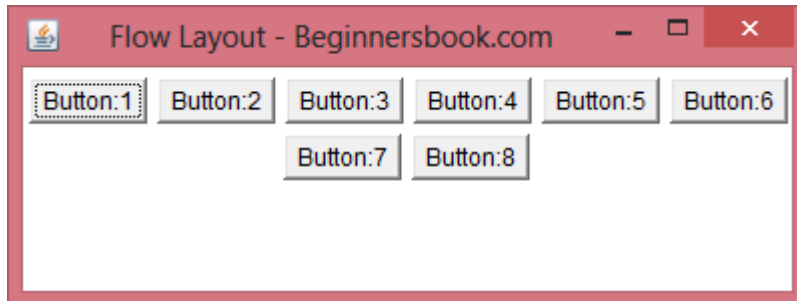 Flow Layout - Beginnersbook.com
Button:1 Button:2 Button:3 Button:4 Button:5 Button:6
Button:7 Button:8